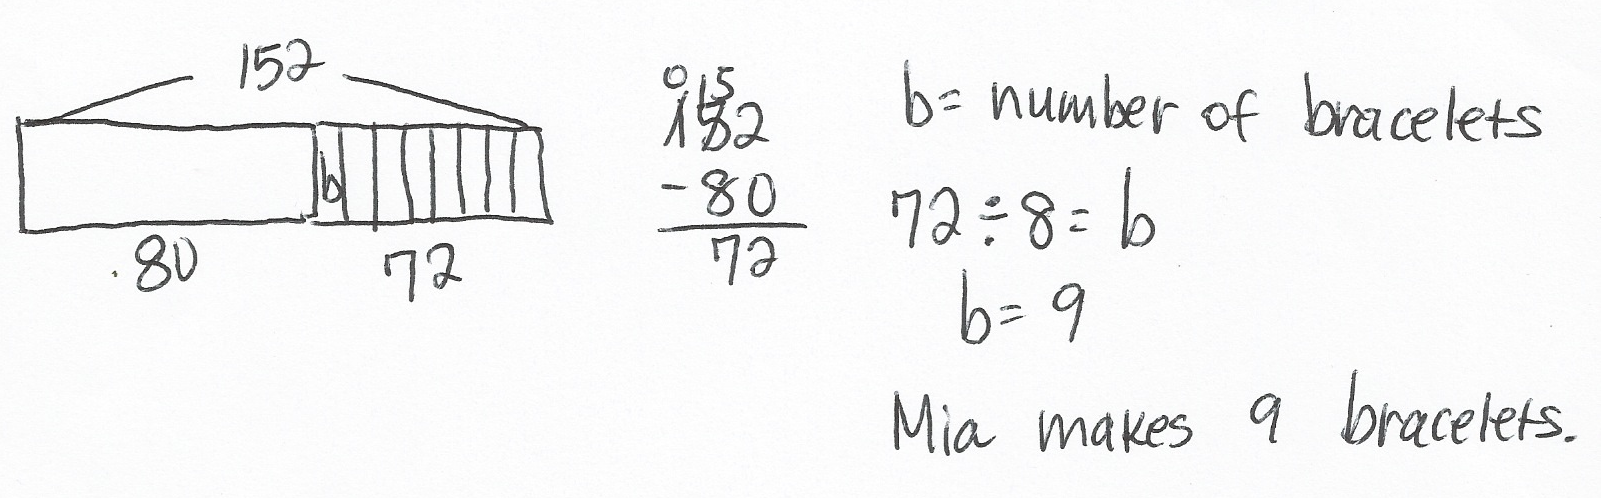 152
b
80
72
0 15
152
-80
72
b= number of bracelets
72÷8= b
b= 9
Mia makes 9 bracelets.